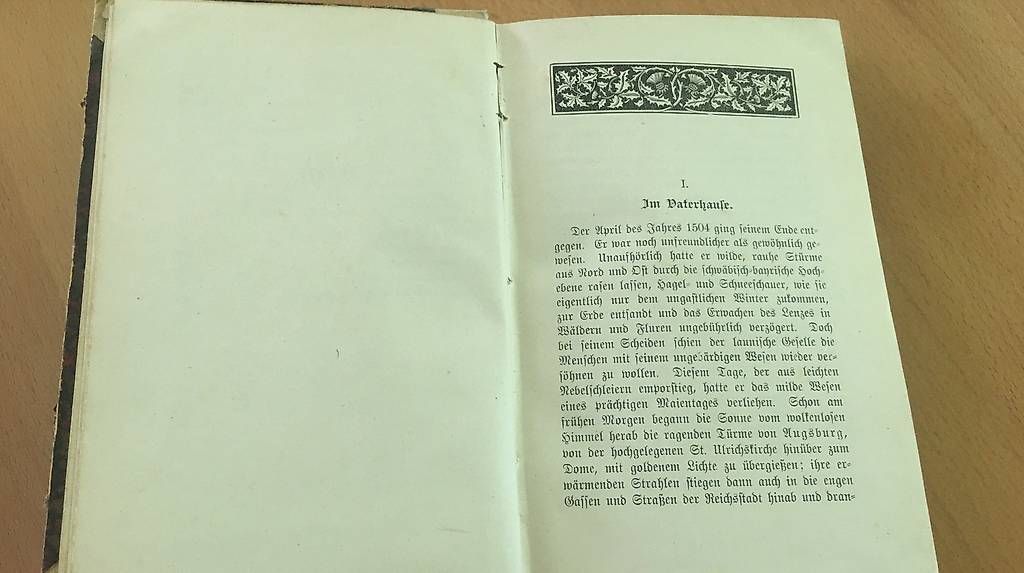 I.
Im Vaterhause.
Der April des Jahres 1504 ging seinem Ende ent-
gegen. Er war noch unfreundlicher als gewöhnlich ge-
wesen. Unaufhörlich hatte er wilde, rauhe Stürme
aus Nord und Ost durch die schwäbisch-bayrische Hoch-
ebene rasen lassen, Hagel- und Schneeschauer, wie sie
eigentlich nur dem ungastlichen Winter zukommen,
zur Erde entsandt und das Erwachen des Lenzes in
Wäldern und Fluren ungebührlich verzögert. Doch
bei seinem Scheiden schien der launische Geselle die
Menschen mit seinem ungebärdigen Wesen wieder ver-
söhnen zu wollen. Diesem Tage, der aus leichten
Nebelschleiern emporstieg, hatte er das milde Wesen
eines prächtigen Maientages verliehen. Schon am
frühen Morgen begann die Sonne vom wolkenlosen
Himmel herab die ragenden Türme von Augsburg,
von der hochgelegenen St. Ulrichskirche hinüber zum
Dome, mit goldenem Lichte zu übergießen; ihre er-
wärmenden Strahlen stiegen dann auch in die engen
Gassen und Straßen der Reichsstadt hinab und dran-